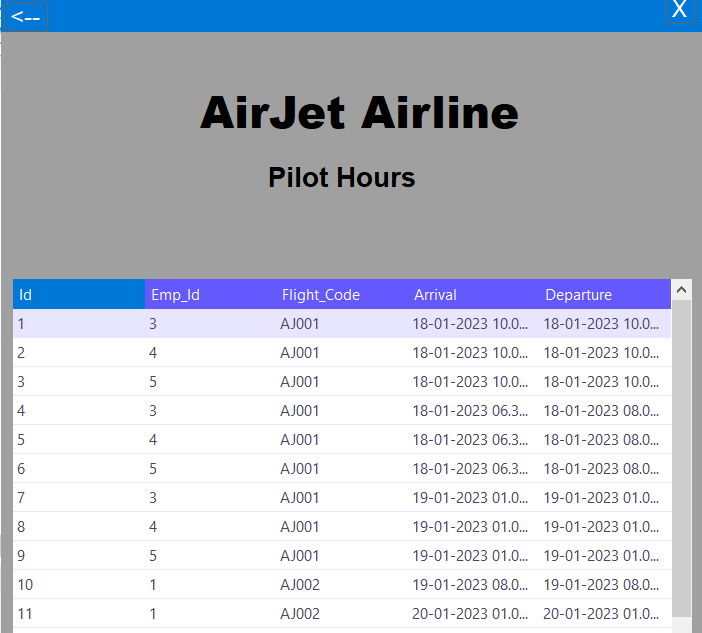 <-- X
AirJet Airline
Pilot Hours
Id Emp_Id Flight_Code Arrival Departure
1 3 AJ001 18-01-2023 10.0... 18-01-2023 10.0...
2 4 AJ001 18-01-2023 10.0... 18-01-2023 10.0...
3 5 AJ001 18-01-2023 10.0... 18-01-2023 10.0...
4 3 AJ001 18-01-2023 06.3... 18-01-2023 08.0...
5 4 AJ001 18-01-2023 06.3... 18-01-2023 08.0...
6 5 AJ001 18-01-2023 06.3... 18-01-2023 08.0...
7 3 AJ001 19-01-2023 01.0... 19-01-2023 01.0...
8 4 AJ001 19-01-2023 01.0... 19-01-2023 01.0...
9 5 AJ001 19-01-2023 01.0... 19-01-2023 01.0...
10 1 AJ002 19-01-2023 08.0... 19-01-2023 08.0...
11 1 AJ002 20-01-2023 01.0... 20-01-2023 01.0...